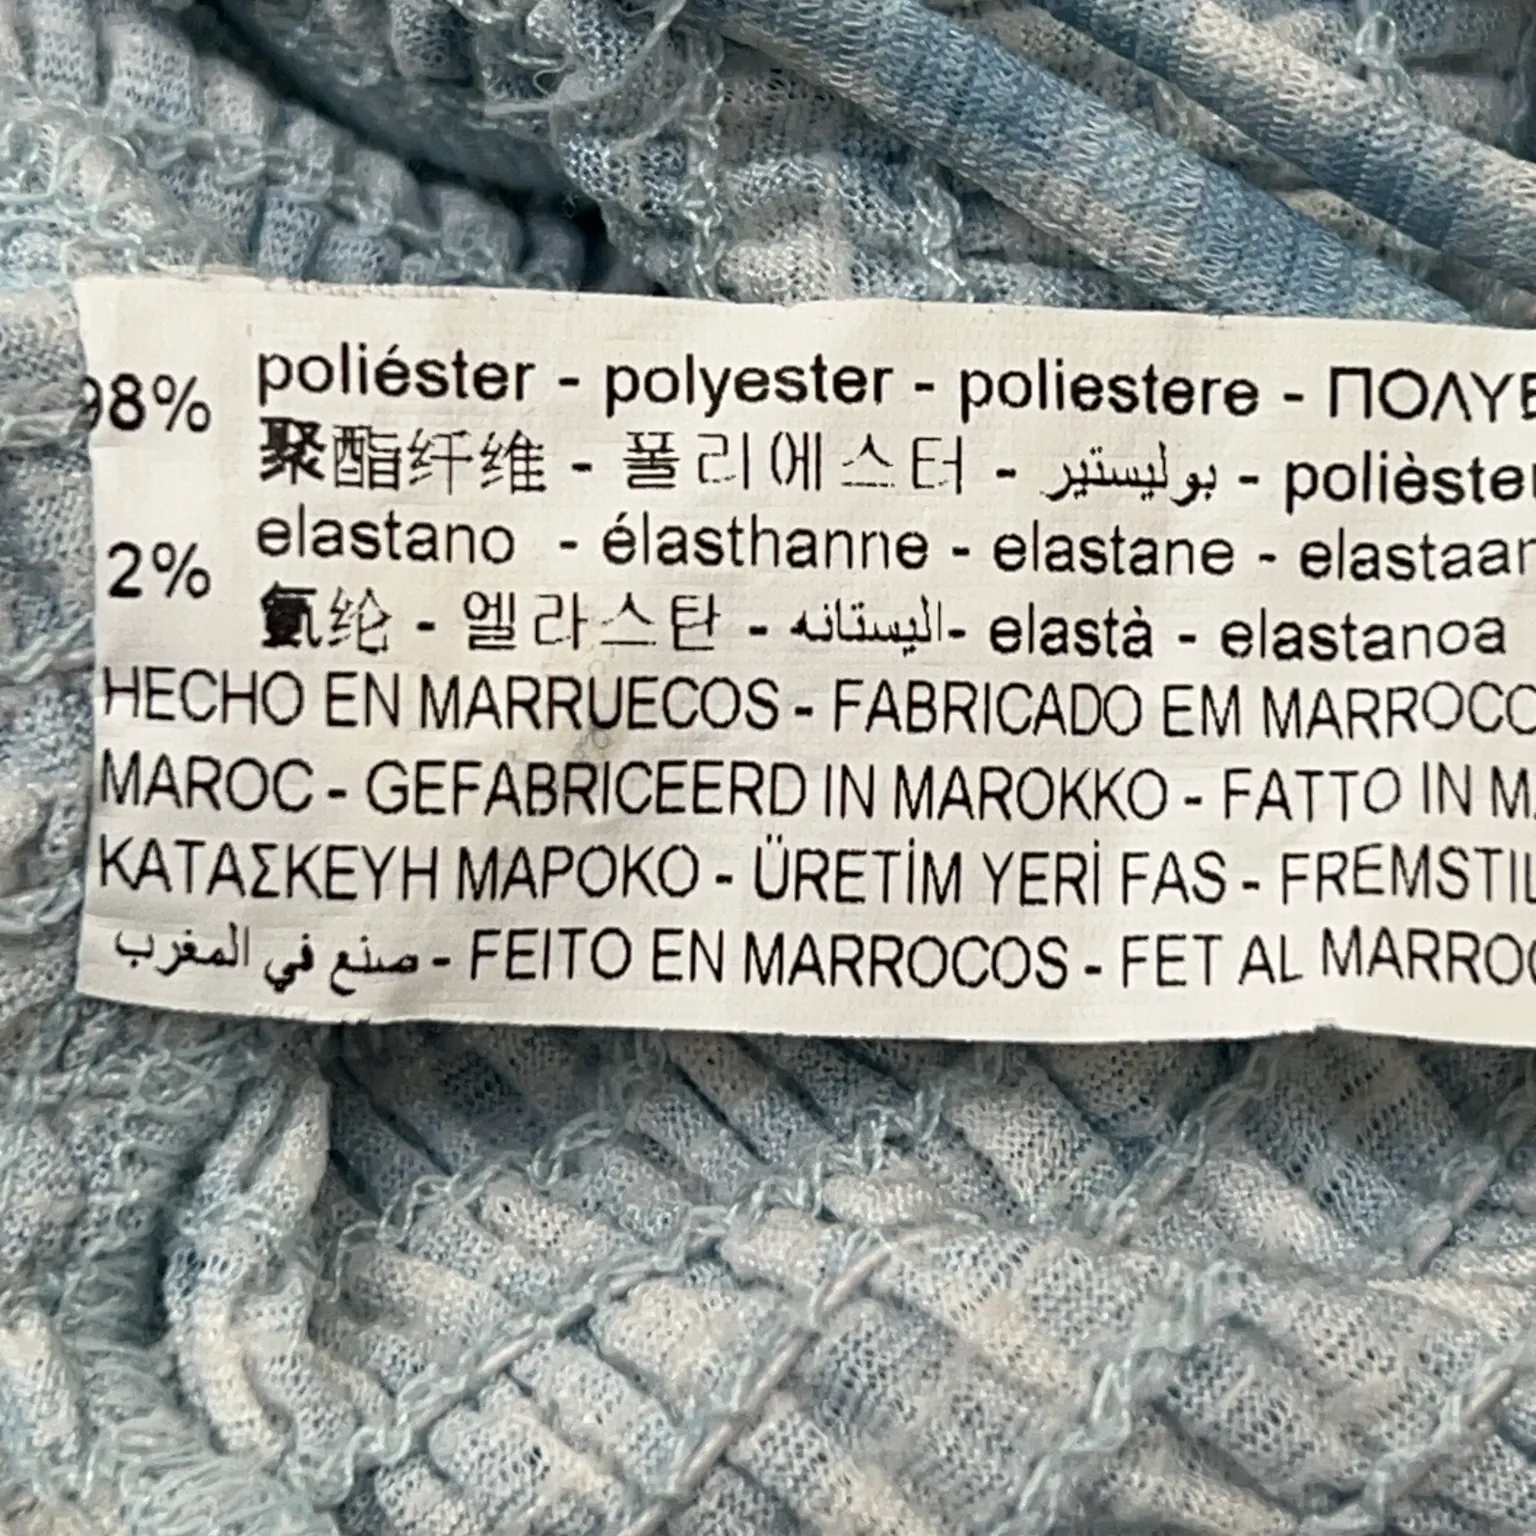 98% poliéster - polyester - poliestere - ΠΟΛΥΕ
聚酯纤维 - 폴리에스터 - بوليستير - polièster
2% elastano - élasthanne - elastane - elastaan
氨纶 - 엘라스탄 - اليستانه- elastà - elastanoa
HECHO EN MARRUECOS - FABRICADO EM MARROCO
MAROC - GEFABRICEERD IN MAROKKO - FATTO IN MA
ΚΑΤΑΣΚΕΥΗ ΜΑΡΟΚΟ - ÜRETİM YERİ FAS - FREMSTIL
صنع في المغرب - FEITO EN MARROCOS - FET AL MARROC